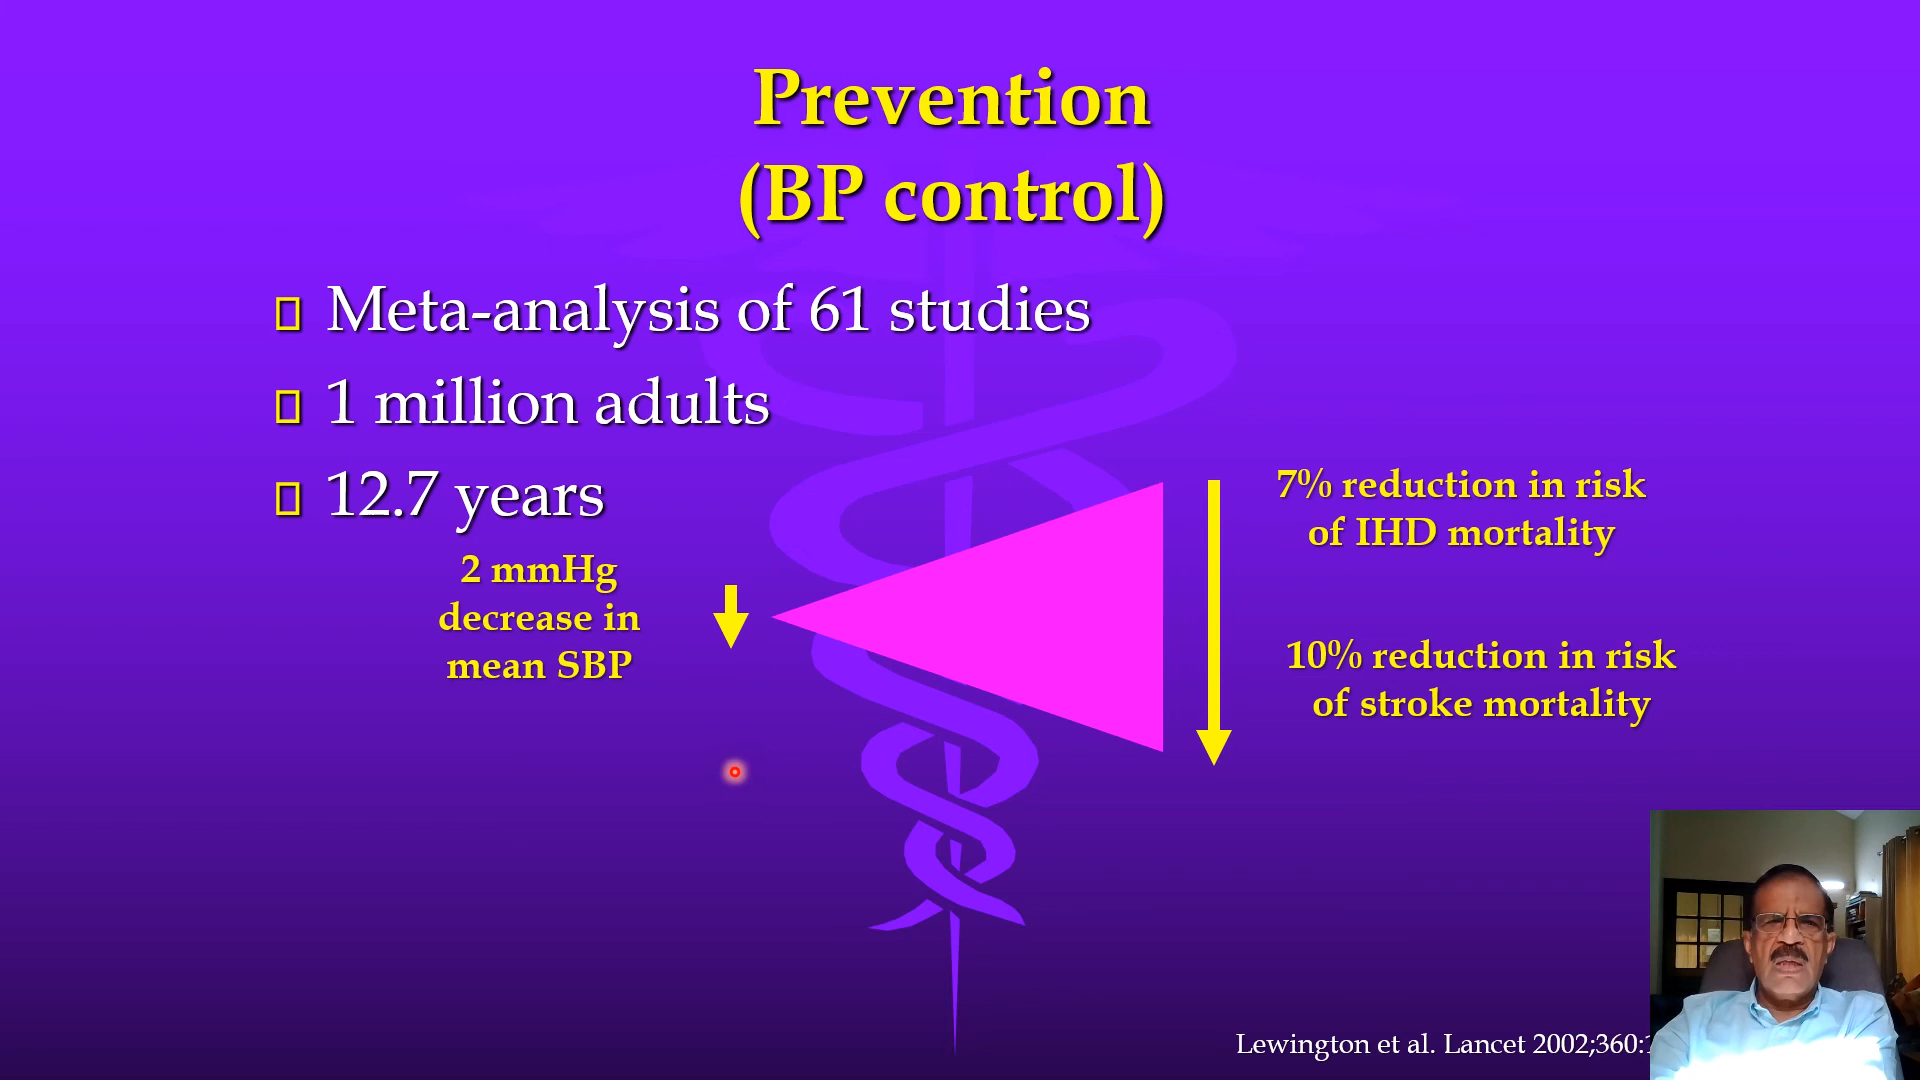 Prevention
(BP control)
Meta-analysis of 61 studies
1 million adults
12.7 years
2 mmHg
decrease in
mean SBP
7% reduction in risk
of IHD mortality
10% reduction in risk
of stroke mortality
Lewington et al. Lancet 2002;360: